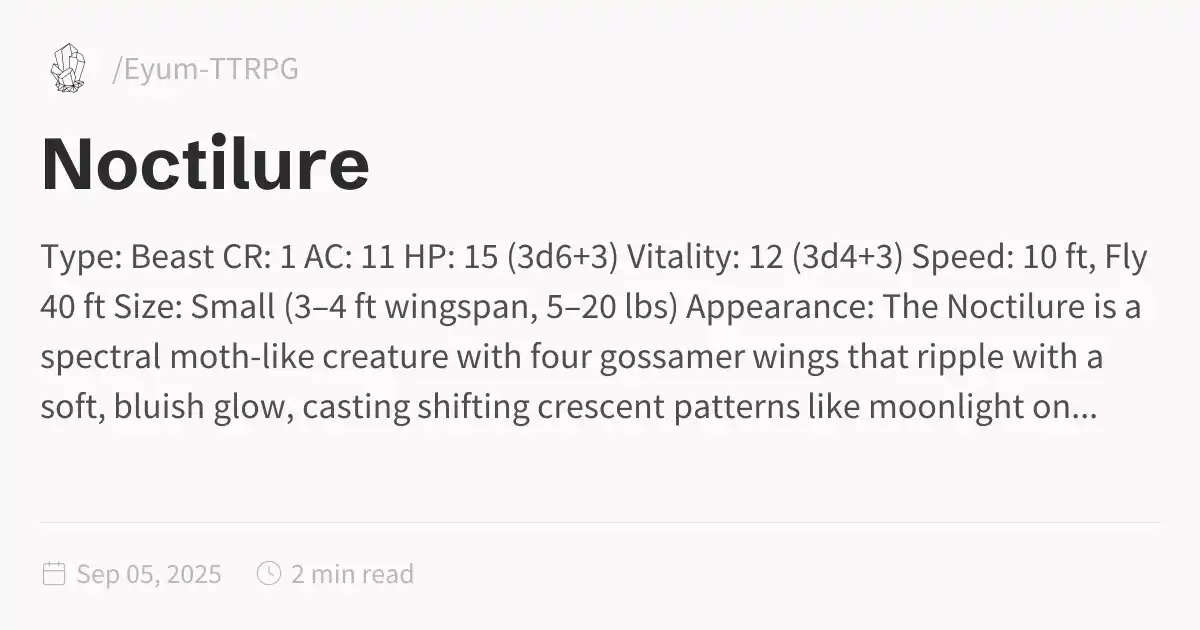 /Eyum-TTRPG
Noctilure
Type: Beast CR: 1 AC: 11 HP: 15 (3d6+3) Vitality: 12 (3d4+3) Speed: 10 ft, Fly
40 ft Size: Small (3–4 ft wingspan, 5–20 lbs) Appearance: The Noctilure is a
spectral moth-like creature with four gossamer wings that ripple with a
soft, bluish glow, casting shifting crescent patterns like moonlight on...
Sep 05, 2025 2 min read